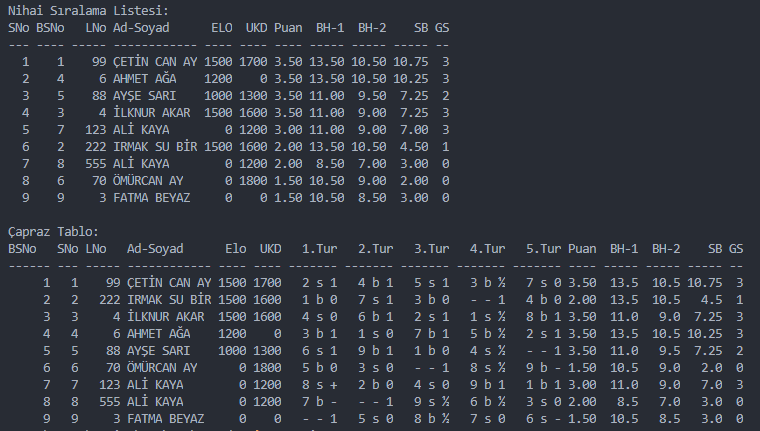 Nihai Sıralama Listesi:
SNo BSNo  LNo Ad-Soyad       ELO  UKD Puan  BH-1  BH-2    SB GS
--- ---- ---- ------------ ---- ---- ---- ----- ----- ----- --
  1    1   99 ÇETİN CAN AY 1500 1700 3.50 13.50 10.50 10.75  3
  2    4    6 AHMET AĞA    1200    0 3.50 13.50 10.50 10.25  3
  3    5   88 AYŞE SARI    1000 1300 3.50 11.00  9.50  7.25  2
  4    3    4 İLKNUR AKAR  1500 1600 3.50 11.00  9.00  7.25  3
  5    7  123 ALİ KAYA        0 1200 3.00 11.00  9.00  7.00  3
  6    2  222 IRMAK SU BİR 1500 1600 2.00 13.50 10.50  4.50  1
  7    8  555 ALİ KAYA        0 1200 2.00  8.50  7.00  3.00  0
  8    6   70 ÖMÜRCAN AY      0 1800 1.50 10.50  9.00  2.00  0
  9    9    3 FATMA BEYAZ     0    0 1.50 10.50  8.50  3.00  0
Çapraz Tablo:
BSNo   SNo LNo   Ad-Soyad     Elo  UKD   1.Tur   2.Tur   3.Tur   4.Tur   5.Tur Puan  BH-1  BH-2    SB GS
------ --- ---- ------------ ---- ---- ------- ------- ------- ------- ------- ---- ----- ----- ----- --
     1  1    99 ÇETİN CAN AY 1500 1700   2 s 1   4 b 1   5 s 1   3 b ½   7 s 0 3.50  13.5  10.5 10.75  3
     2  2   222 IRMAK SU BİR 1500 1600   1 b 0   7 s 1   3 b 0   - - 1   4 b 0 2.00  13.5  10.5   4.5  1
     3  3     4 İLKNUR AKAR  1500 1600   4 s 0   6 b 1   2 s 1   1 s ½   8 b 1 3.50  11.0   9.0  7.25  3
     4  4     6 AHMET AĞA    1200    0   3 b 1   1 s 0   7 b 1   5 b ½   2 s 1 3.50  13.5  10.5 10.25  3
     5  5    88 AYŞE SARI    1000 1300   6 s 1   9 b 1   1 b 0   4 s ½   - - 1 3.50  11.0   9.5  7.25  2
     6  6    70 ÖMÜRCAN AY      0 1800   5 b 0   3 s 0   - - 1   8 s ½   9 b - 1.50  10.5   9.0   2.0  0
     7  7   123 ALİ KAYA        0 1200   8 s +   2 b 0   4 s 0   9 b 1   1 b 1 3.00  11.0   9.0   7.0  3
     8  8   555 ALİ KAYA        0 1200   7 b -   - - 1   9 s ½   6 b ½   3 s 0 2.00   8.5   7.0   3.0  0
     9  9     3 FATMA BEYAZ     0    0   - - 1   5 s 0   8 b ½   7 s 0   6 s - 1.50  10.5   8.5   3.0  0